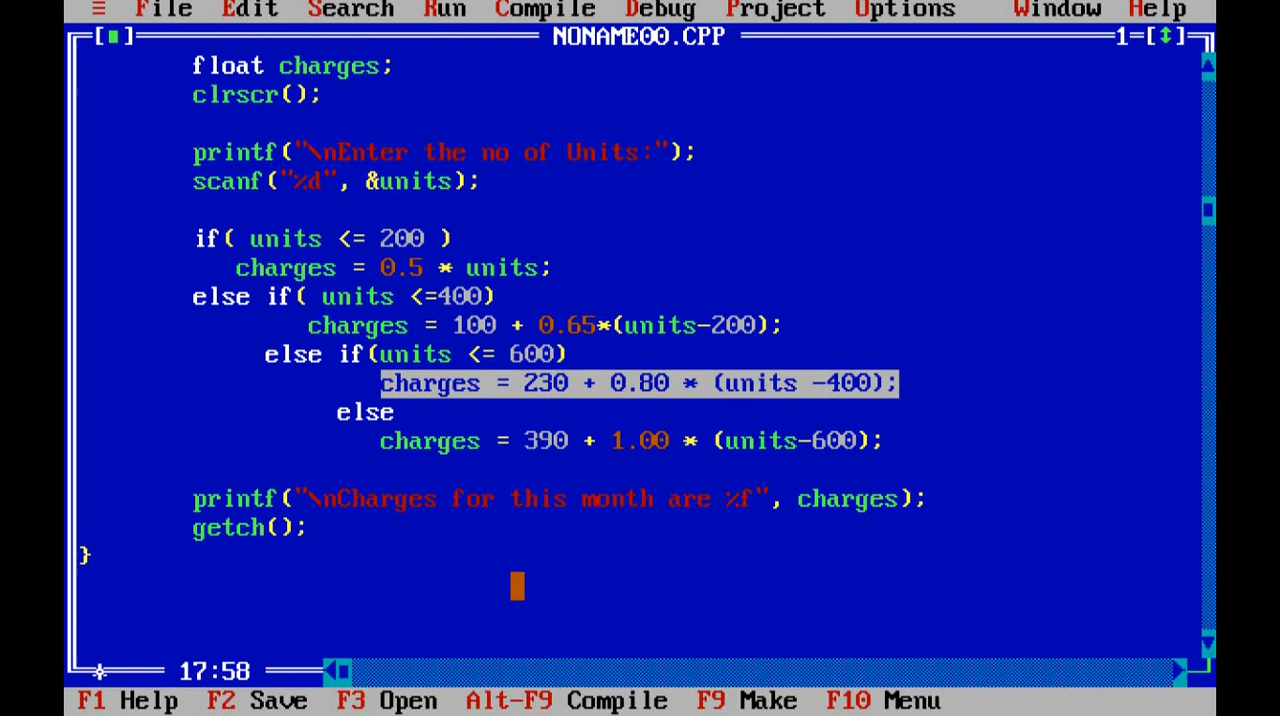 ≡ File Edit Search Run Compile Debug Project Options Window Help
[■] NONAME00.CPP 1=[↕]
float charges;
clrscr();
printf("\nEnter the no of Units:");
scanf("%d", &units);
if( units <= 200 )
charges = 0.5 * units;
else if( units <=400)
charges = 100 + 0.65*(units-200);
else if(units <= 600)
charges = 230 + 0.80 * (units -400);
else
charges = 390 + 1.00 * (units-600);
printf("\nCharges for this month are %f", charges);
getch();
}
17:58
F1 Help F2 Save F3 Open Alt-F9 Compile F9 Make F10 Menu